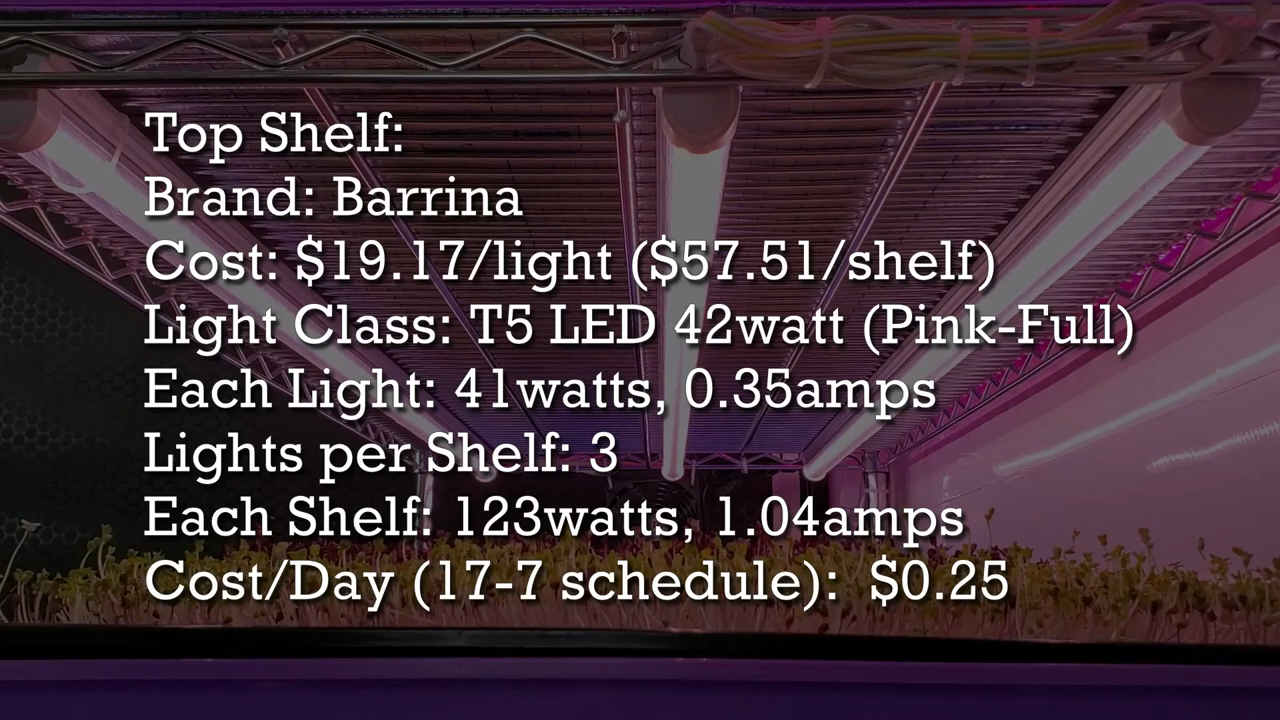 Top Shelf:
Brand: Barrina
Cost: $19.17/light ($57.51/shelf)
Light Class: T5 LED 42watt (Pink-Full)
Each Light: 41watts, 0.35amps
Lights per Shelf: 3
Each Shelf: 123watts, 1.04amps
Cost/Day (17-7 schedule):  $0.25